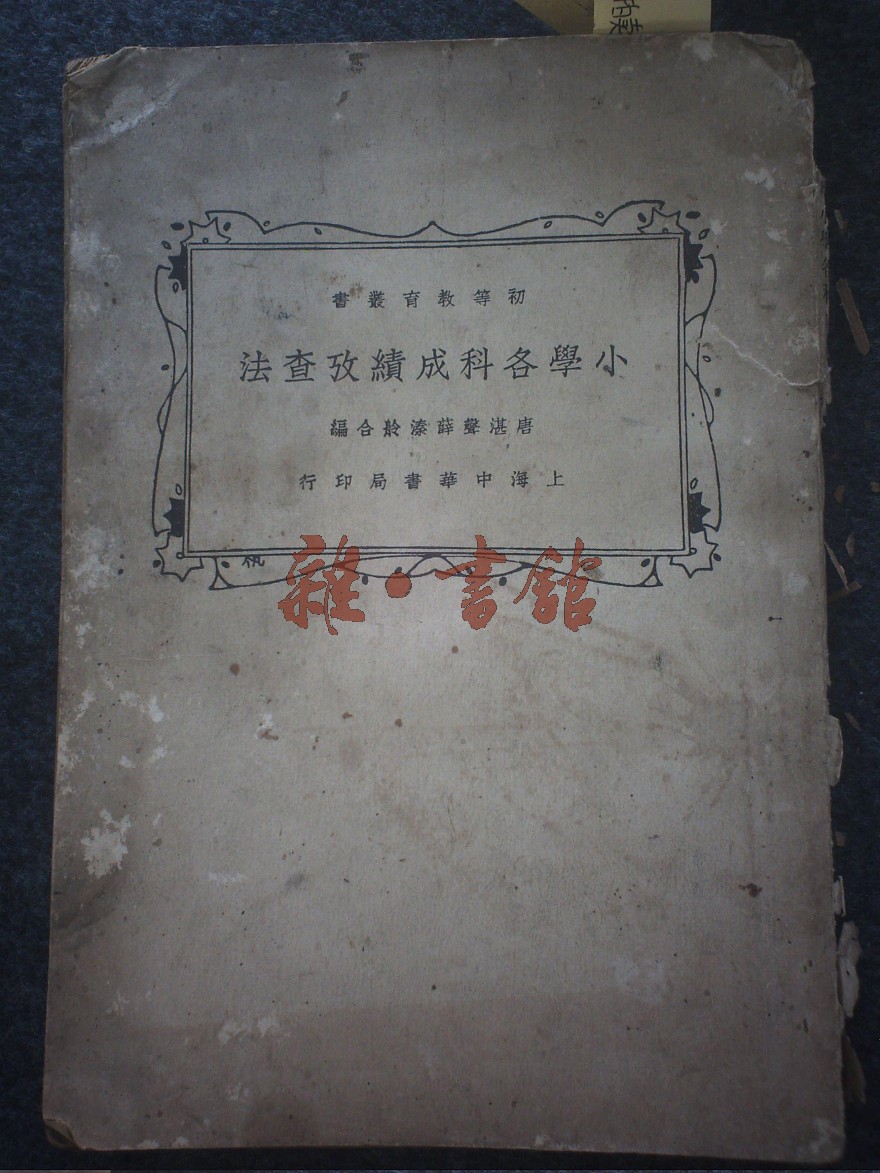 初等教育叢書
小學各科成績攷查法
唐湛聲薛溱舲合編
上海中華書局印行
雜·書館